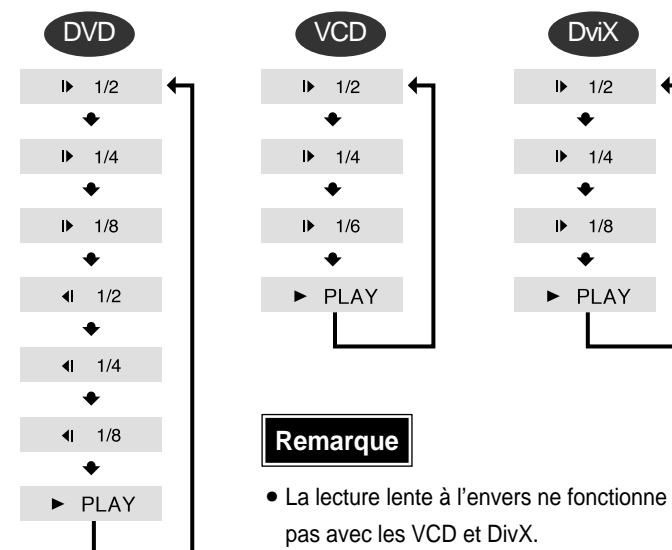 DVD
I▶ 1/2
I▶ 1/4
I▶ 1/8
◀I 1/2
◀I 1/4
◀I 1/8
► PLAY
VCD
I▶ 1/2
I▶ 1/4
I▶ 1/6
► PLAY
DviX
I▶ 1/2
I▶ 1/4
I▶ 1/8
► PLAY
Remarque
• La lecture lente à l’envers ne fonctionne
pas avec les VCD et DivX.